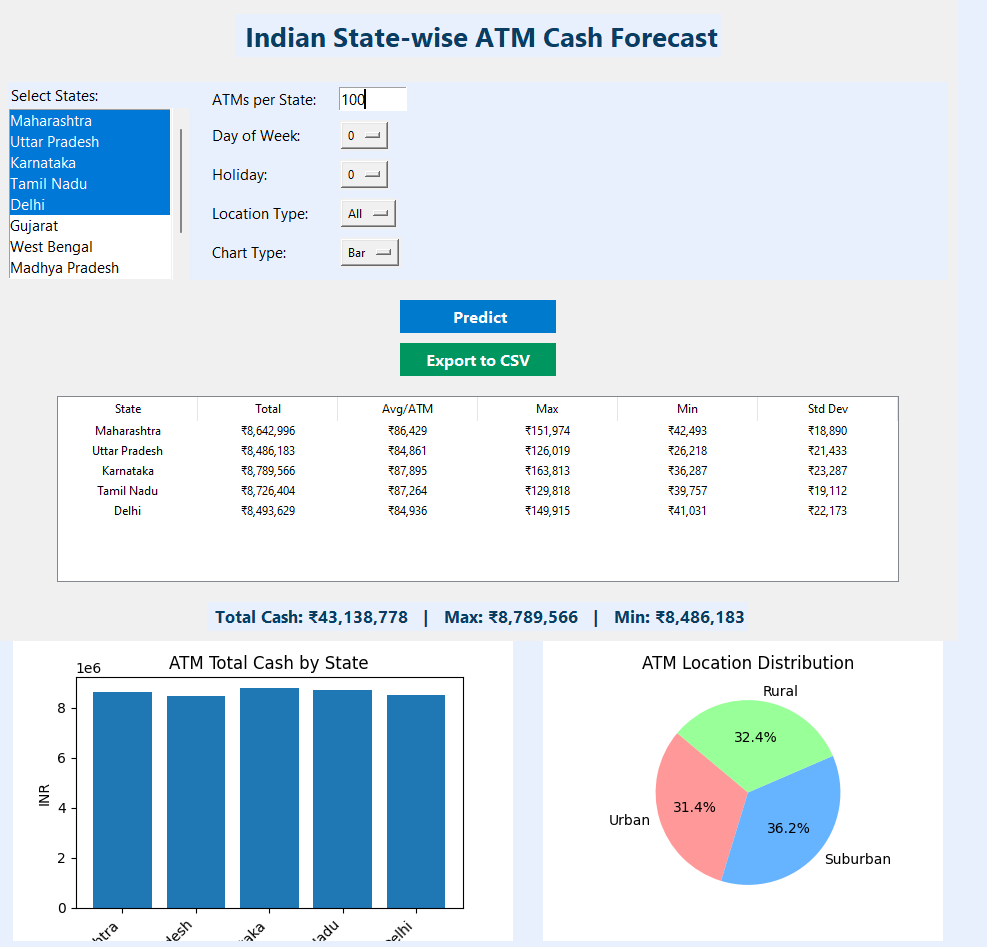 Indian State-wise ATM Cash Forecast
Select States:
Maharashtra
Uttar Pradesh
Karnataka
Tamil Nadu
Delhi
Gujarat
West Bengal
Madhya Pradesh
ATMs per State: 100
Day of Week: 0
Holiday: 0
Location Type: All
Chart Type: Bar
Predict
Export to CSV
State Total Avg/ATM Max Min Std Dev
Maharashtra ₹8,642,996 ₹86,429 ₹151,974 ₹42,493 ₹18,890
Uttar Pradesh ₹8,486,183 ₹84,861 ₹126,019 ₹26,218 ₹21,433
Karnataka ₹8,789,566 ₹87,895 ₹163,813 ₹36,287 ₹23,287
Tamil Nadu ₹8,726,404 ₹87,264 ₹129,818 ₹39,757 ₹19,112
Delhi ₹8,493,629 ₹84,936 ₹149,915 ₹41,031 ₹22,173
Total Cash: ₹43,138,778 | Max: ₹8,789,566 | Min: ₹8,486,183
ATM Total Cash by State
1e6
8
6
4
2
0
INR
htra
desh
aka
adu
elhi
ATM Location Distribution
Rural
32.4%
31.4%
Urban
36.2%
Suburban